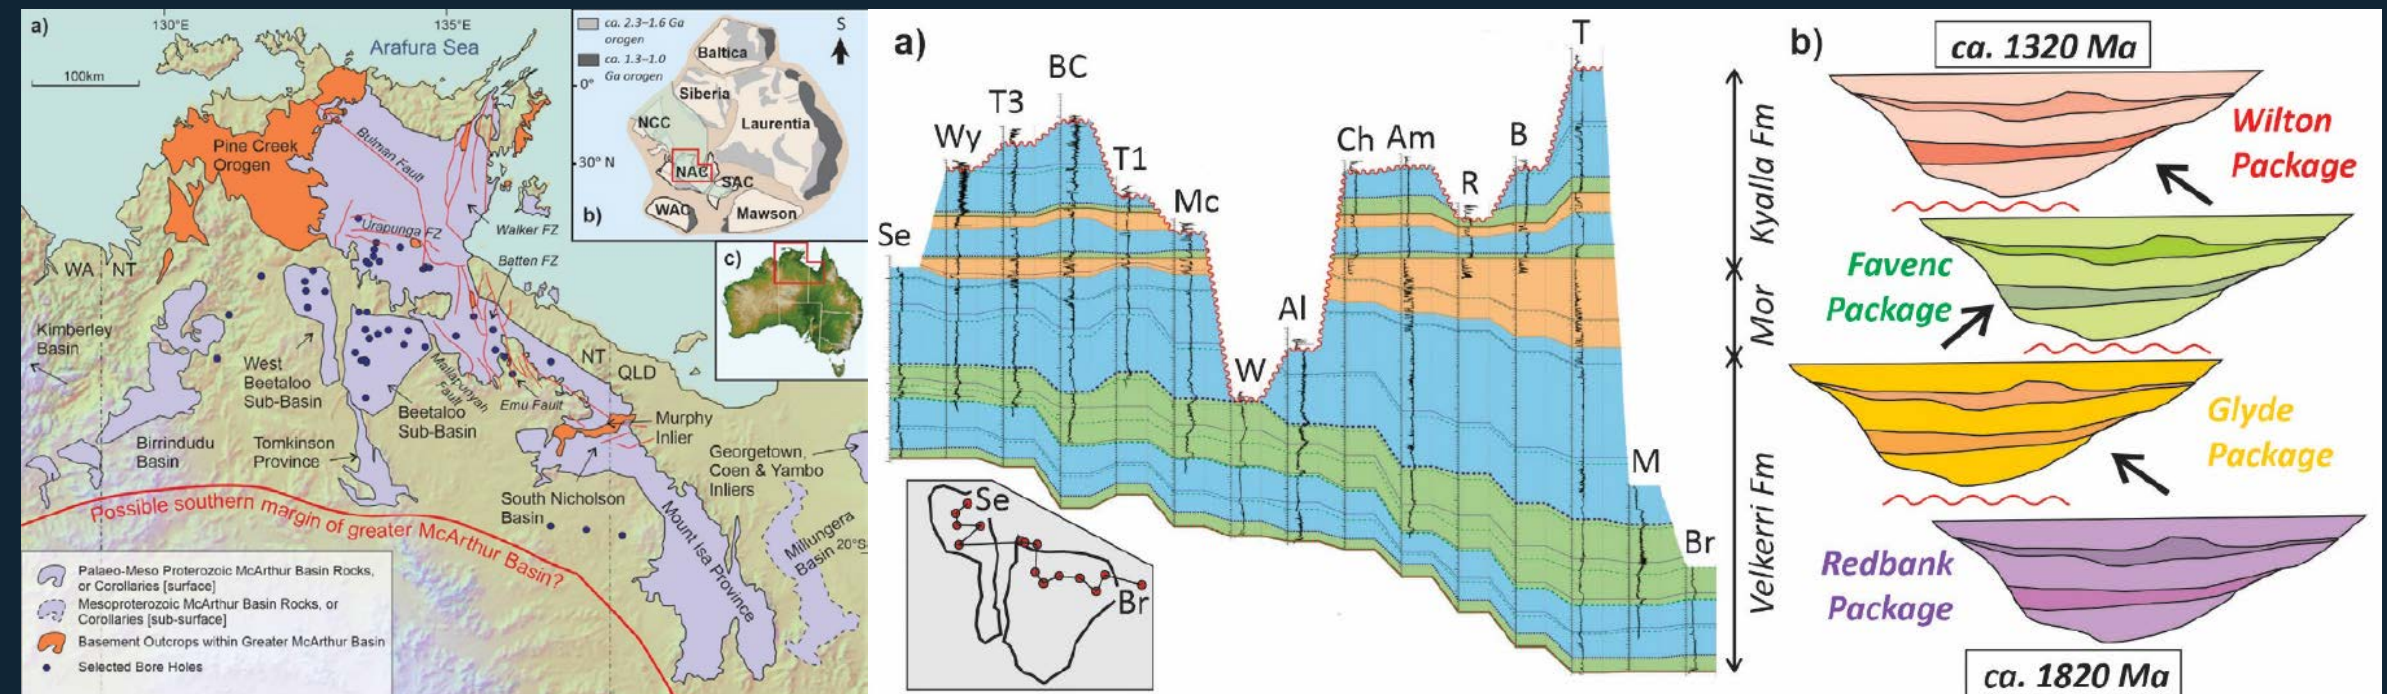 a)
130°E
135°E
Arafura Sea
100km
Pine Creek
Orogen
Bulman Fault
Urapunga FZ
Walker FZ
Batten FZ
WA
NT
Kimberley
Basin
West
Beetaloo
Sub-Basin
Beetaloo
Sub-Basin
Mallapunyah
Fault
Emu Fault
NT
QLD
Murphy
Inlier
Birrindudu
Basin
Tomkinson
Province
South Nicholson
Basin
Georgetown,
Coen & Yambo
Inliers
Mount Isa Province
Millungera
Basin
20°S
Possible southern margin of greater McArthur Basin?
Palaeo-Meso Proterozoic McArthur Basin Rocks,
or Corollaries [surface]
Mesoproterozoic McArthur Basin Rocks, or
Corollaries [sub-surface]
Basement Outcrops within Greater McArthur Basin
Selected Bore Holes
ca. 2.3–1.6 Ga
orogen
ca. 1.3–1.0
Ga orogen
S
0°
30° N
Baltica
Siberia
Laurentia
NCC
NAC
SAC
WAC
Mawson
b)
c)
a)
Se
Wy
T3
BC
T1
Mc
W
Al
Ch
Am
R
B
T
M
Br
Se
Br
Kyalla Fm
Mor
Velkerri Fm
b)
ca. 1320 Ma
Wilton
Package
Favenc
Package
Glyde
Package
Redbank
Package
ca. 1820 Ma